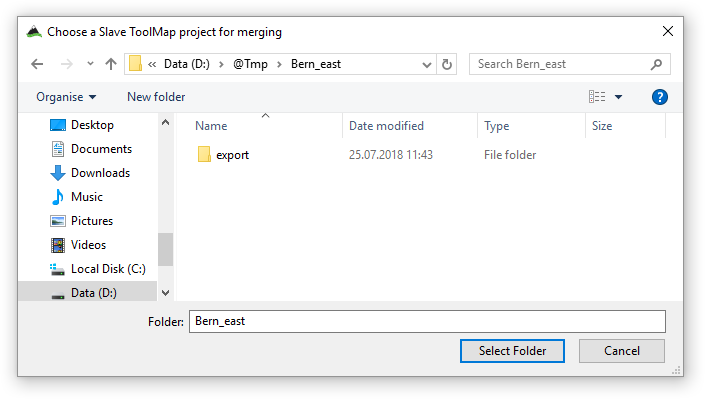 Choose a Slave ToolMap project for merging
« Data (D:) › @Tmp › Bern_east
Search Bern_east
Organise New folder
Name Date modified Type Size
Desktop
Documents
Downloads
Music
Pictures
Videos
Local Disk (C:)
Data (D:)
export 25.07.2018 11:43 File folder
Folder: Bern_east
Select Folder Cancel